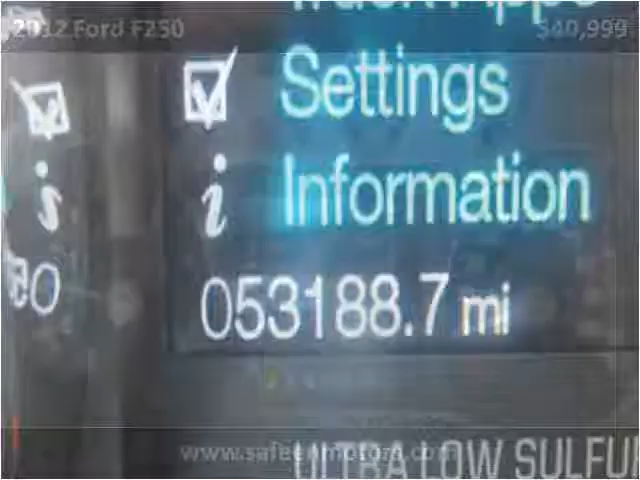 2012 Ford F250 $40,999
Settings
i Information
053188.7 mi
ULTRA LOW SULFU